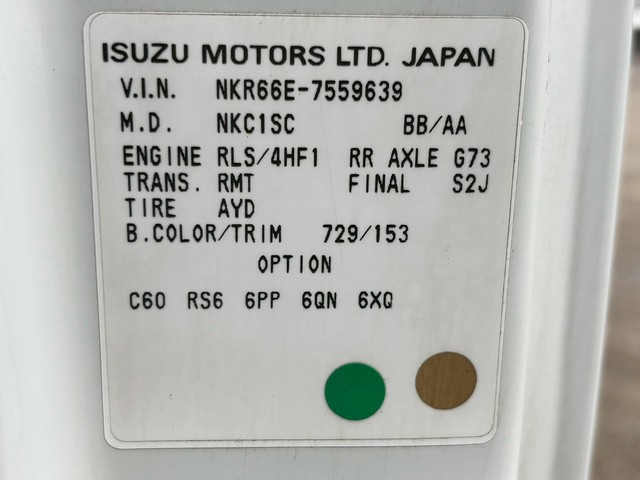 ISUZU MOTORS LTD. JAPAN
V.I.N. NKR66E-7559639
M.D. NKC1SC BB/AA
ENGINE RLS/4HF1 RR AXLE G73
TRANS. RMT FINAL S2J
TIRE AYD
B.COLOR/TRIM 729/153
OPTION
C60 RS6 6PP 6QN 6XQ